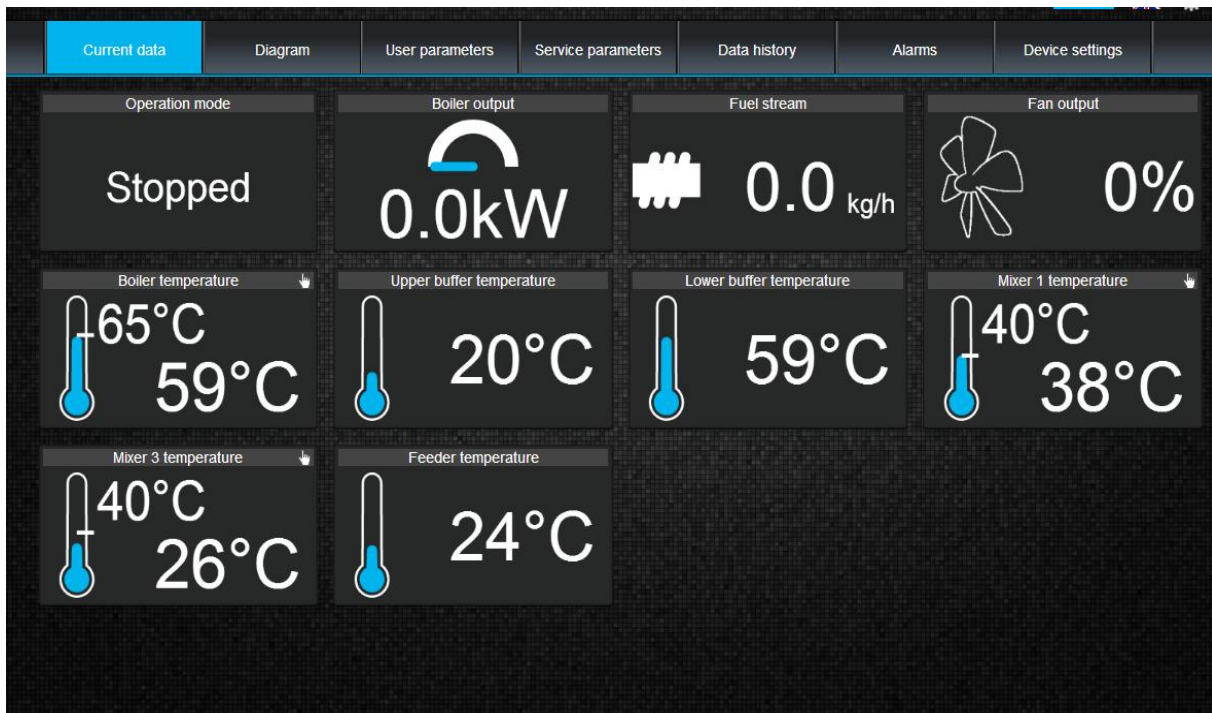 Current data
Diagram
User parameters
Service parameters
Data history
Alarms
Device settings
Operation mode
Stopped
Boiler output
0.0kW
Fuel stream
0.0 kg/h
Fan output
0%
Boiler temperature
65°C
59°C
Upper buffer temperature
20°C
Lower buffer temperature
59°C
Mixer 1 temperature
40°C
38°C
Mixer 3 temperature
40°C
26°C
Feeder temperature
24°C